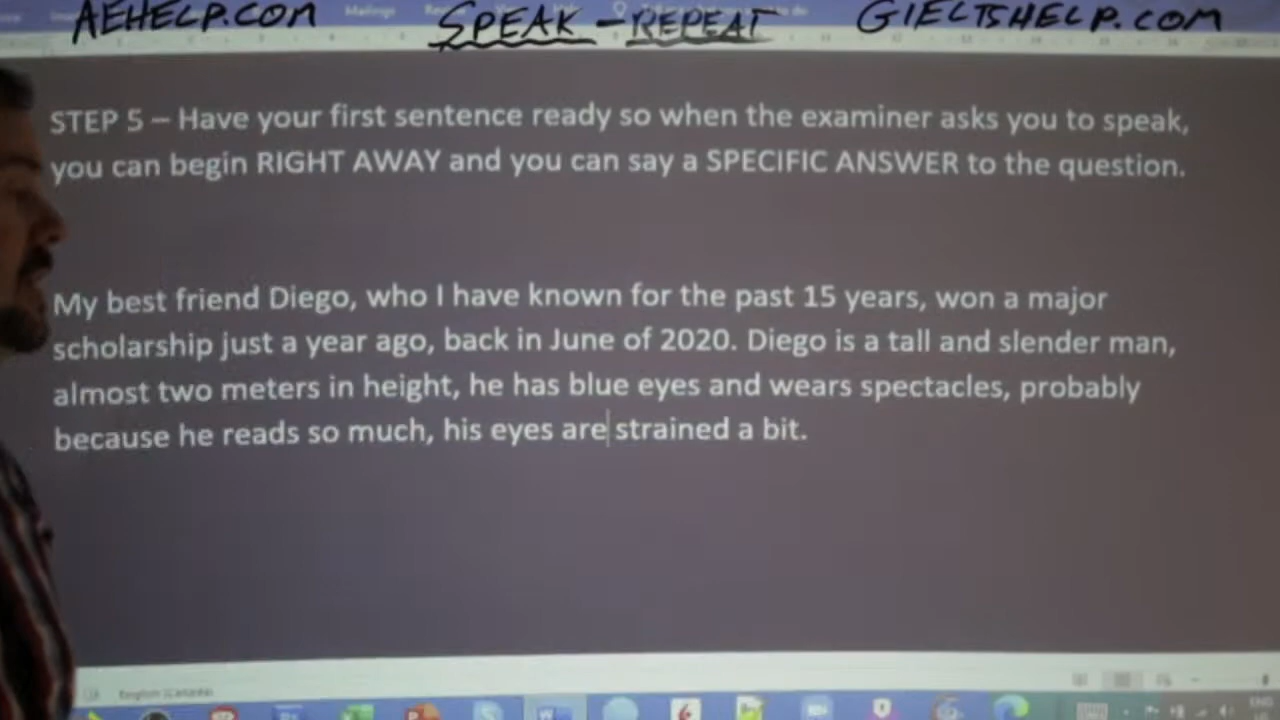 AEHELP.COM
SPEAK - REPEAT
GIELTSHELP.COM
Mailings
STEP 5 – Have your first sentence ready so when the examiner asks you to speak,
you can begin RIGHT AWAY and you can say a SPECIFIC ANSWER to the question.
My best friend Diego, who I have known for the past 15 years, won a major
scholarship just a year ago, back in June of 2020. Diego is a tall and slender man,
almost two meters in height, he has blue eyes and wears spectacles, probably
because he reads so much, his eyes are strained a bit.
English (Canada)
ENG